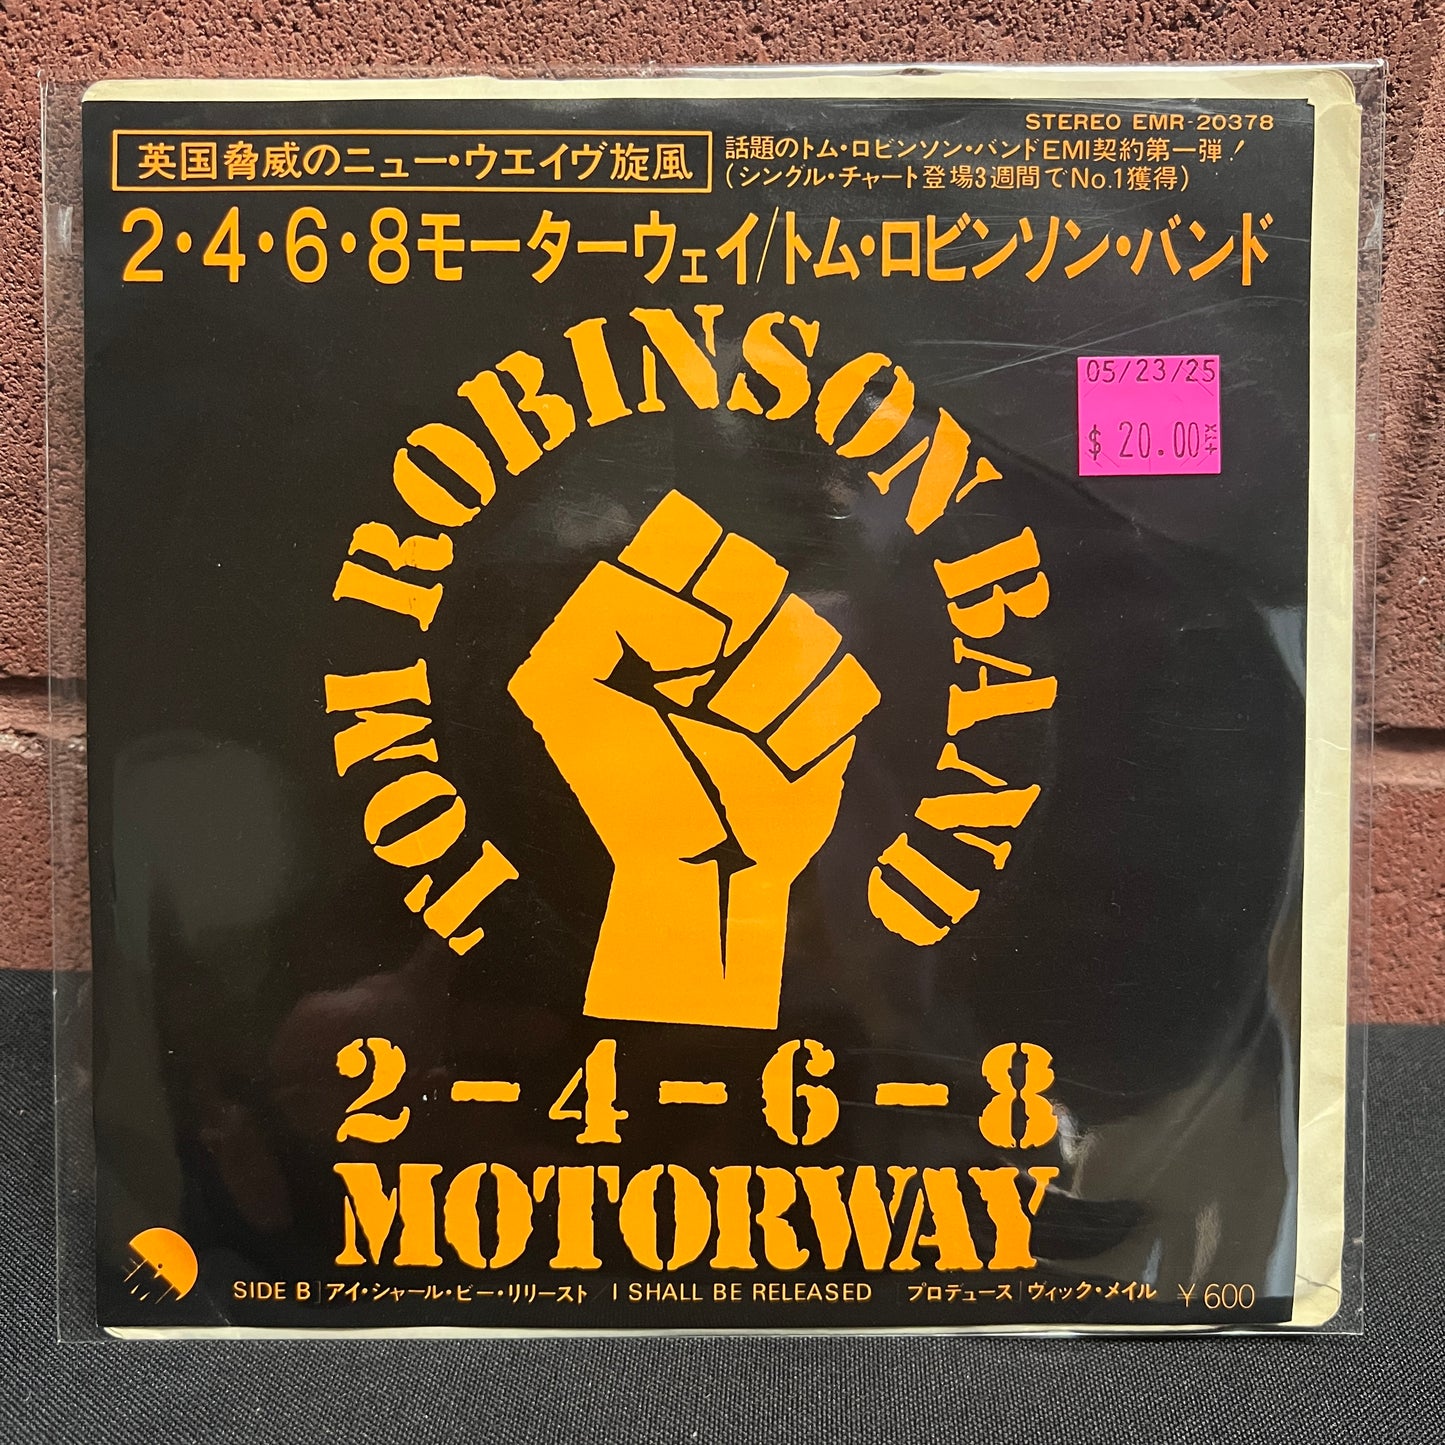 STEREO EMR-20378
英国脅威のニュー・ウエイヴ旋風
話題のトム・ロビンソン・バンドEMI契約第一弾!
(シングル・チャート登場3週間でNo.1獲得)
2・4・6・8モーターウェイ/トム・ロビンソン・バンド
05/23/25
$ 20.00
+TX
TOM ROBINSON BAND
2-4-6-8
MOTORWAY
SIDE B] アイ・シャール・ビー・リリースト / I SHALL BE RELEASED [プロデュース] ヴィック・メイル ¥600